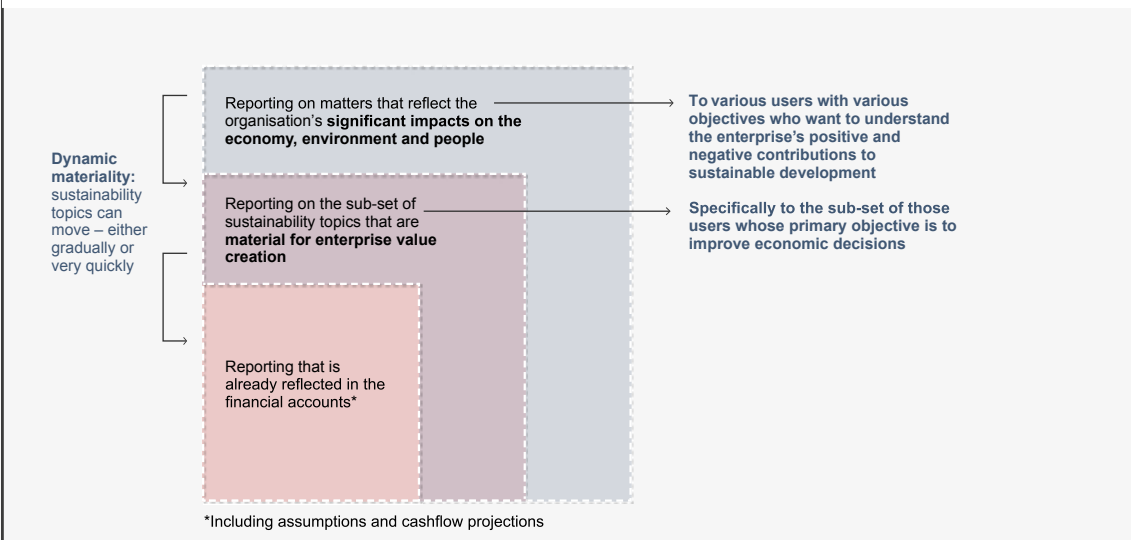 Reporting on matters that reflect the
organisation's significant impacts on the
economy, environment and people
To various users with various
objectives who want to understand
the enterprise's positive and
negative contributions to
sustainable development
Dynamic
materiality:
sustainability
topics can
move – either
gradually or
very quickly
Reporting on the sub-set of
sustainability topics that are
material for enterprise value
creation
Specifically to the sub-set of those
users whose primary objective is to
improve economic decisions
Reporting that is
already reflected in the
financial accounts*
*Including assumptions and cashflow projections